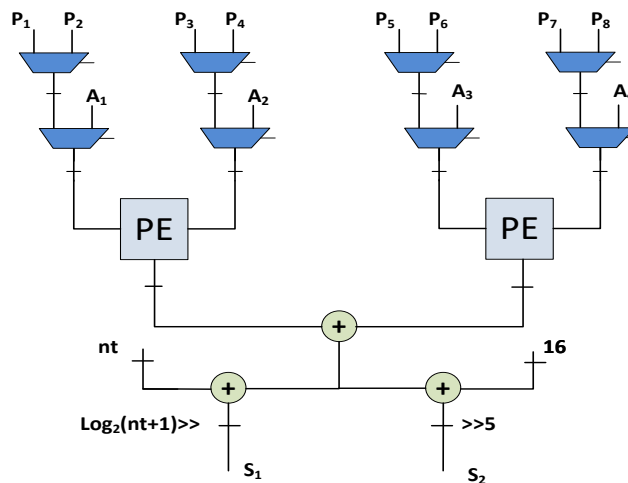 P₁ P₂ P₃ P₄ P₅ P₆ P₇ P₈
A₁ A₂ A₃ A
PE PE
+
nt 16
+ +
Log₂(nt+1)>> >>5
S₁ S₂